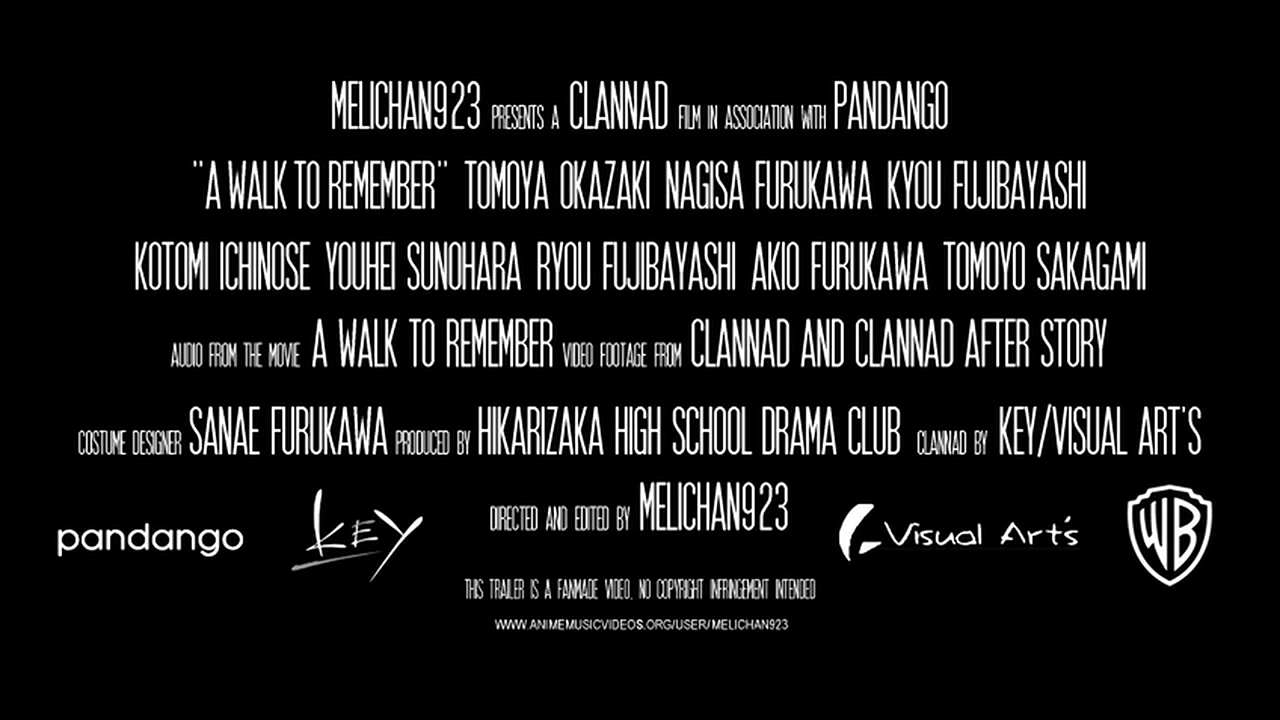 MELICHAN923 PRESENTS A CLANNAD FILM IN ASSOCIATION WITH PANDANGO
"A WALK TO REMEMBER" TOMOYA OKAZAKI NAGISA FURUKAWA KYOU FUJIBAYASHI
KOTOMI ICHINOSE YOUHEI SUNOHARA RYOU FUJIBAYASHI AKIO FURUKAWA TOMOYO SAKAGAMI
AUDIO FROM THE MOVIE A WALK TO REMEMBER VIDEO FOOTAGE FROM CLANNAD AND CLANNAD AFTER STORY
COSTUME DESIGNER SANAE FURUKAWA PRODUCED BY HIKARIZAKA HIGH SCHOOL DRAMA CLUB CLANNAD BY KEY/VISUAL ART'S
DIRECTED AND EDITED BY MELICHAN923
pandango KEY Visual Art's WB
THIS TRAILER IS A FANMADE VIDEO, NO COPYRIGHT INFRINGEMENT INTENDED
WWW.ANIMEMUSICVIDEOS.ORG/USER/MELICHAN923